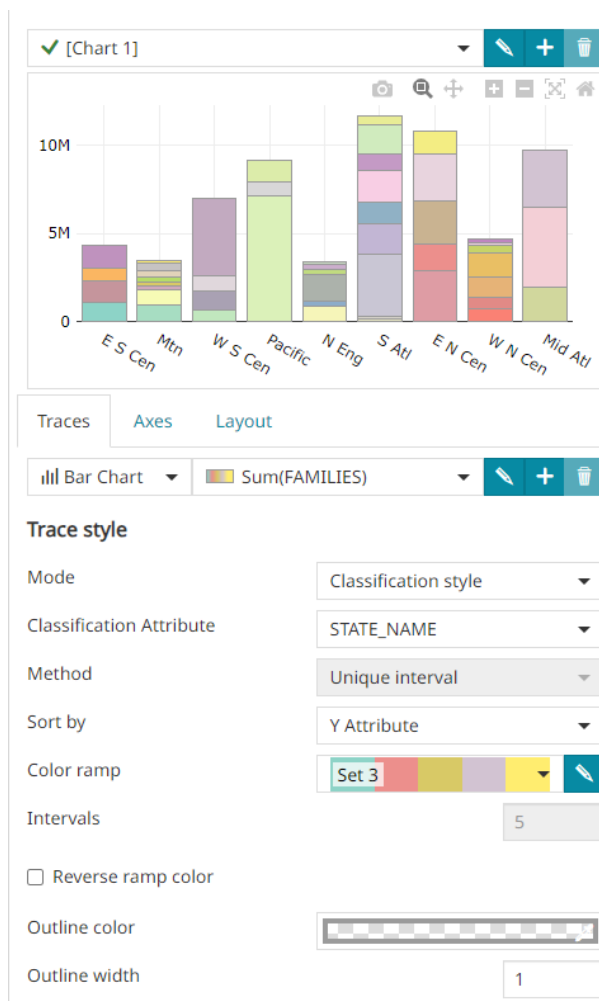 [Chart 1]
10M
5M
0
E S Cen
Mtn
W S Cen
Pacific
N Eng
S Atl
E N Cen
W N Cen
Mid Atl
Traces Axes Layout
Bar Chart Sum(FAMILIES)
Trace style
Mode Classification style
Classification Attribute STATE_NAME
Method Unique interval
Sort by Y Attribute
Color ramp Set 3
Intervals 5
Reverse ramp color
Outline color
Outline width 1